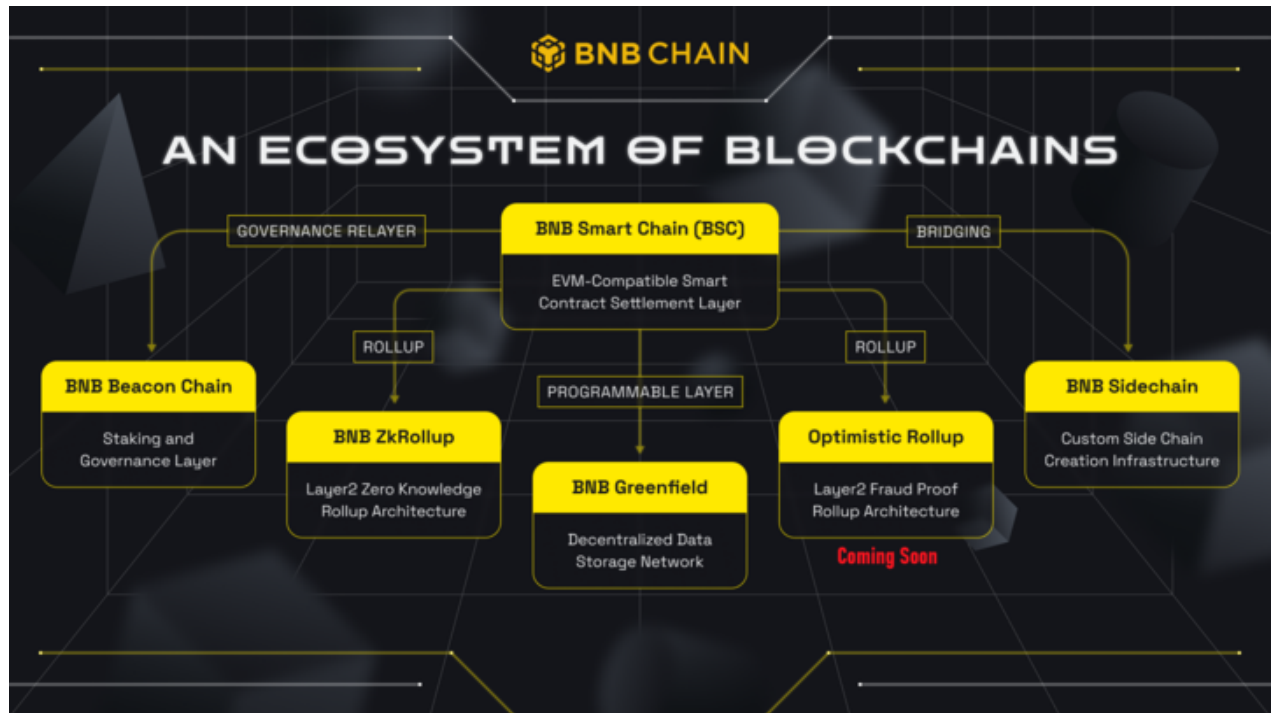 BNB CHAIN
AN ECOSYSTEM OF BLOCKCHAINS
BNB Smart Chain (BSC)
EVM-Compatible Smart
Contract Settlement Layer
GOVERNANCE RELAYER
BRIDGING
ROLLUP
ROLLUP
PROGRAMMABLE LAYER
BNB Beacon Chain
Staking and
Governance Layer
BNB ZkRollup
Layer2 Zero Knowledge
Rollup Architecture
BNB Greenfield
Decentralized Data
Storage Network
Optimistic Rollup
Layer2 Fraud Proof
Rollup Architecture
Coming Soon
BNB Sidechain
Custom Side Chain
Creation Infrastructure